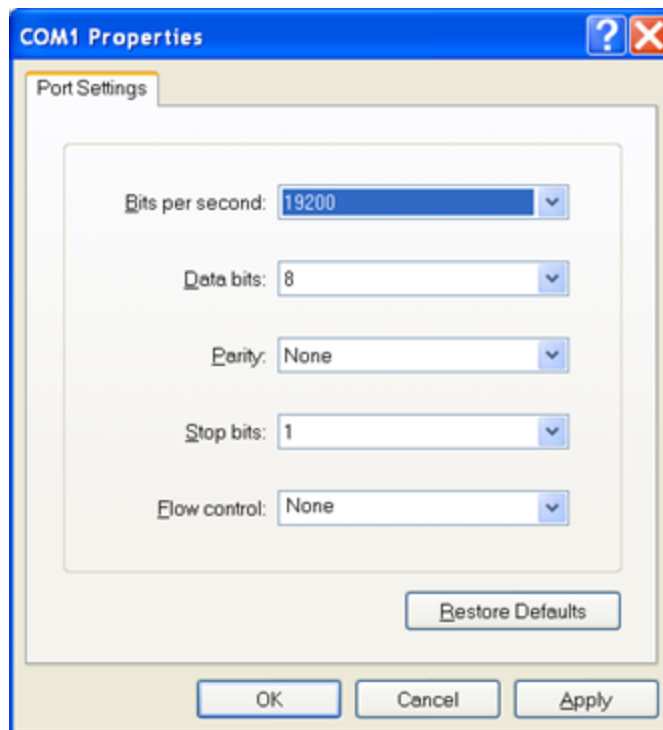 COM1 Properties
Port Settings
Bits per second: 19200
Data bits: 8
Parity: None
Stop bits: 1
Flow control: None
Restore Defaults
OK Cancel Apply